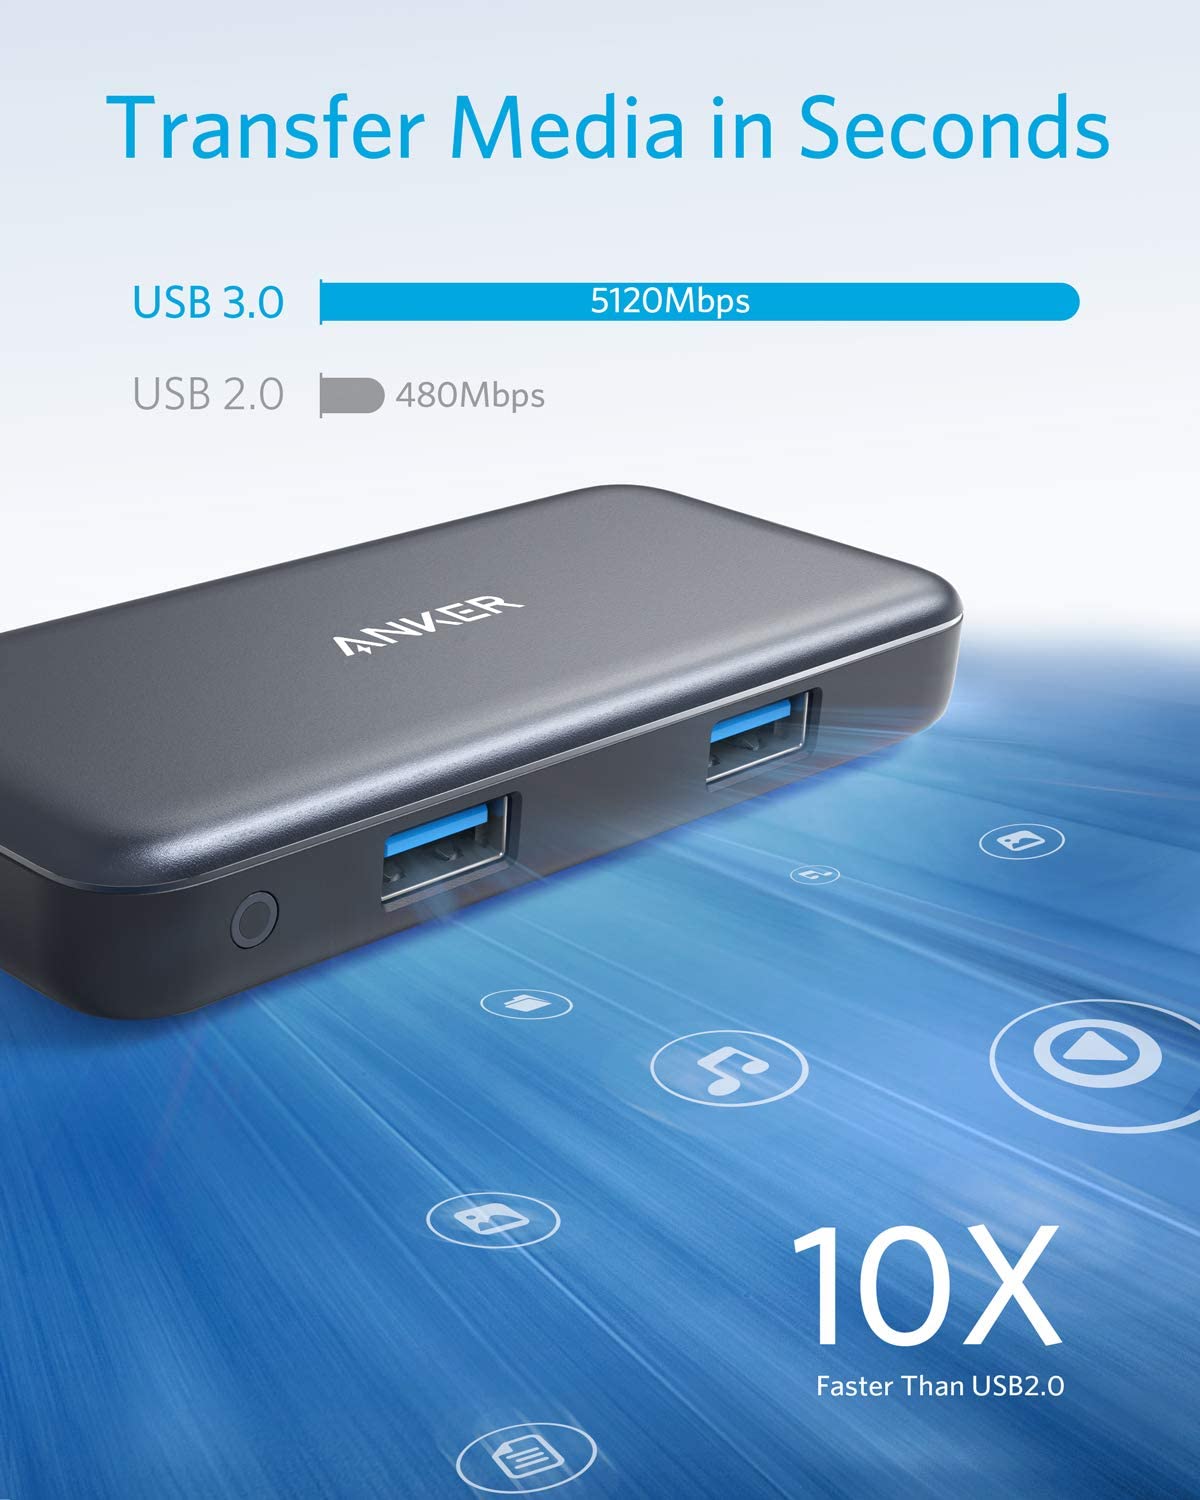 Transfer Media in Seconds
USB 3.0 5120Mbps
USB 2.0 480Mbps
ANKER
10X
Faster Than USB2.0